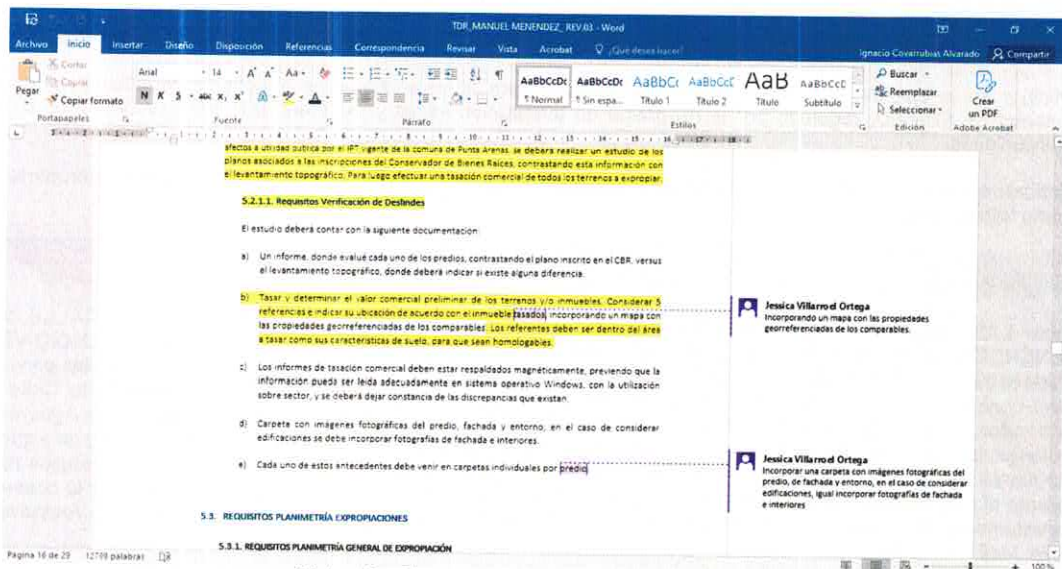 TDR_MANUEL MENENDEZ_ REV.03 - Word
Archivo Inicio Insertar Diseño Disposición Referencias Correspondencia Revisar Vista Acrobat ¿Qué desea hacer? Ignacio Covarrubias Alvarado Compartir
Pegar
Cortar
Copiar
Copiar formato
Portapapeles
Arial 14
N K S abc
Fuente
Párrafo
AaBbCcDc AaBbCcDc AaBbCc AaBbCcC AaB AaBbCcC
¶ Normal ¶ Sin espa... Título 1 Título 2 Título Subtítulo
Estilos
Buscar
Reemplazar
Seleccionar
Edición
Crear
un PDF
Adobe Acrobat
afectos a utilidad pública por el IPT vigente de la comuna de Punta Arenas, se deberá realizar un estudio de los
planos asociados a las inscripciones del Conservador de Bienes Raíces, contrastando esta información con
el levantamiento topográfico. Para luego efectuar una tasación comercial de todos los terrenos a expropiar.
5.2.1.1. Requisitos Verificación de Deslindes
El estudio deberá contar con la siguiente documentación
a) Un informe, donde evalué cada uno de los predios, contrastando el plano inscrito en el CBR, versus
el levantamiento topográfico, donde deberá indicar si existe alguna diferencia.
b) Tasar y determinar el valor comercial preliminar de los terrenos y/o inmuebles. Considerar 5
referencias e indicar su ubicación de acuerdo con el inmueble tasados, incorporando un mapa con
las propiedades georreferenciadas de los comparables. Los referentes deben ser dentro del área
a tasar como sus características de suelo, para que sean homologables.
Jessica Villarroel Ortega
Incorporando un mapa con las propiedades
georreferenciadas de los comparables.
c) Los informes de tasación comercial deben estar respaldados magnéticamente, previendo que la
información pueda ser leída adecuadamente en sistema operativo Windows, con la utilización
sobre sector, y se deberá dejar constancia de las discrepancias que existan.
d) Carpeta con imágenes fotográficas del predio, fachada y entorno, en el caso de considerar
edificaciones se debe incorporar fotografías de fachada e interiores.
e) Cada uno de estos antecedentes debe venir en carpetas individuales por predio
Jessica Villarroel Ortega
Incorporar una carpeta con imágenes fotográficas del
predio, de fachada y entorno, en el caso de considerar
edificaciones, igual incorporar fotografías de fachada
e interiores
5.3. REQUISITOS PLANIMETRÍA EXPROPIACIONES
5.3.1. REQUISITOS PLANIMETRÍA GENERAL DE EXPROPIACIÓN
Página 16 de 29 12799 palabras
100%